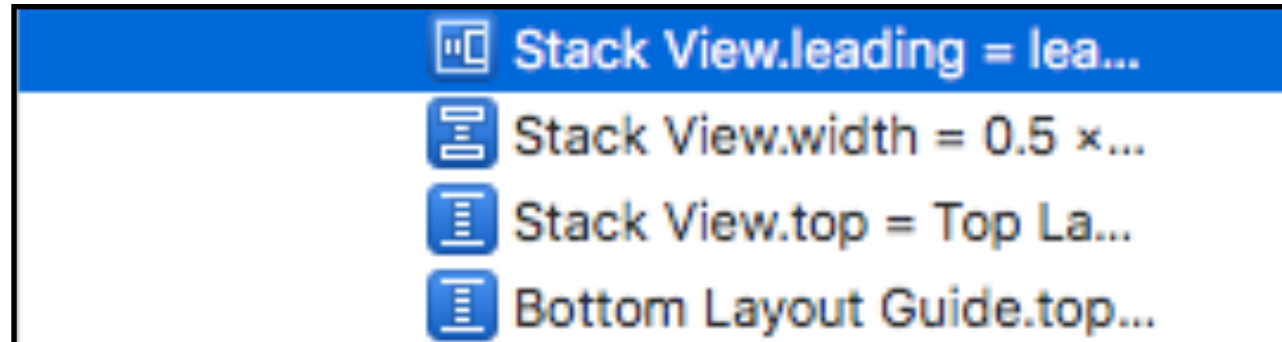 Stack View.leading = lea...
Stack View.width = 0.5 ×...
Stack View.top = Top La...
Bottom Layout Guide.top...